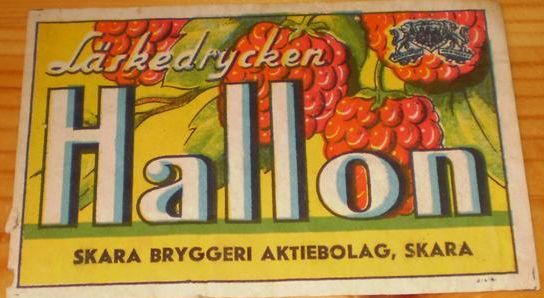 Läskedrycken
Hallon
SKARA BRYGGERI AKTIEBOLAG, SKARA